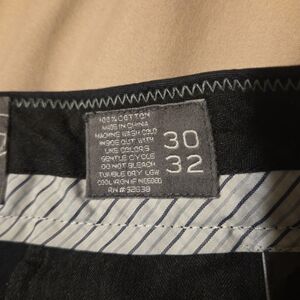 100% COTTON
MADE IN CHINA
MACHINE WASH COLD
INSIDE OUT WITH
LIKE COLORS
GENTLE CYCLE
DO NOT BLEACH
TUMBLE DRY LOW
COOL IRON IF NEEDED
RN#
30
32